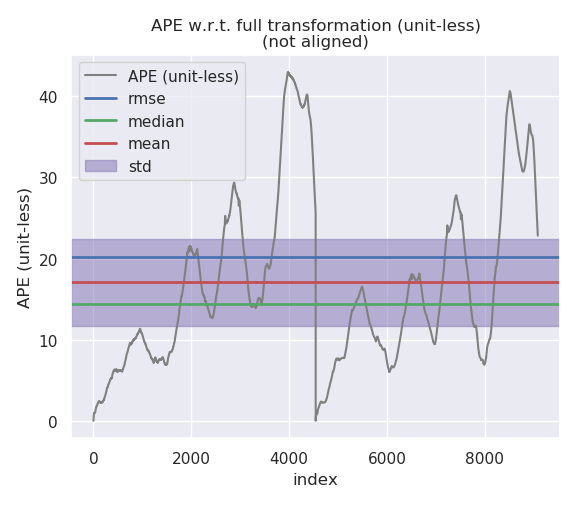 APE w.r.t. full transformation (unit-less)
(not aligned)
APE (unit-less)
rmse
median
mean
std
APE (unit-less)
40
30
20
10
0
0 2000 4000 6000 8000
index